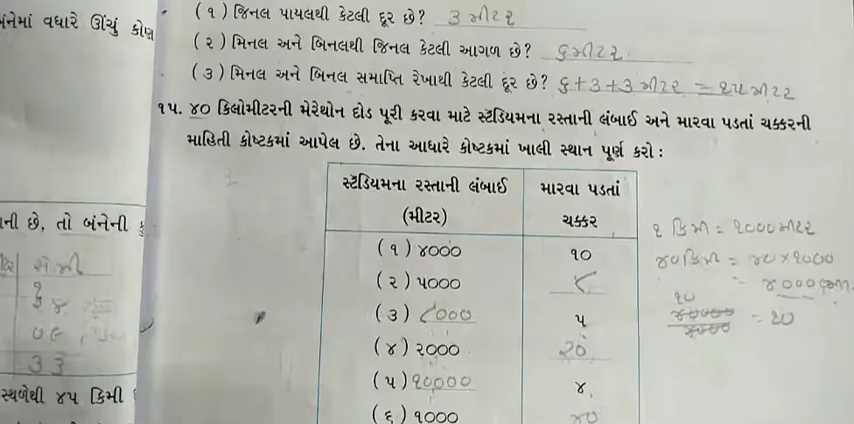 (૧) જિનલ પાયલથી કેટલી દૂર છે? ૩ મીટર
નેમાં વધારે ઊંચું કોણ
(૨) મિનલ અને બિનલથી જિનલ કેટલી આગળ છે? ૬ મીટર
(૩) મિનલ અને બિનલ સમાપ્તિ રેખાથી કેટલી દૂર છે? ૬+૩+૩ મીટર = ૧૫ મીટર
૧૫. ૪૦ કિલોમીટરની મેરેથોન દોડ પૂરી કરવા માટે સ્ટેડિયમના રસ્તાની લંબાઈ અને મારવા પડતાં ચક્કરની
માહિતી કોષ્ટકમાં આપેલ છે. તેના આધારે કોષ્ટકમાં ખાલી સ્થાન પૂર્ણ કરો :
સ્ટેડિયમના રસ્તાની લંબાઈ (મીટર)
મારવા પડતાં ચક્કર
(૧) ૪૦૦૦ ૧૦
(૨) ૫૦૦૦ ૮
(૩) ૮૦૦૦ ૫
(૪) ૨૦૦૦ ૨૦
(૫) ૧૦૦૦૦ ૪
(૬) ૧૦૦૦ ૪૦
૧ કિમી = ૧૦૦૦ મીટર
૪૦ કિમી = ૪૦ × ૧૦૦૦
= ૪૦૦૦૦
૧૦
= ૧૦
ની છે, તો બંનેની
સેમી
૩૩
સ્થળેથી ૪૫ કિમી